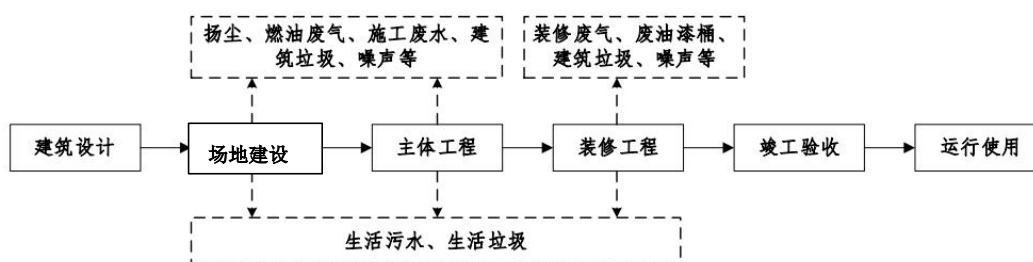 扬尘、燃油废气、施工废水、建
筑垃圾、噪声等
装修废气、废油漆桶、
建筑垃圾、噪声等
建筑设计
场地建设
主体工程
装修工程
竣工验收
运行使用
生活污水、生活垃圾